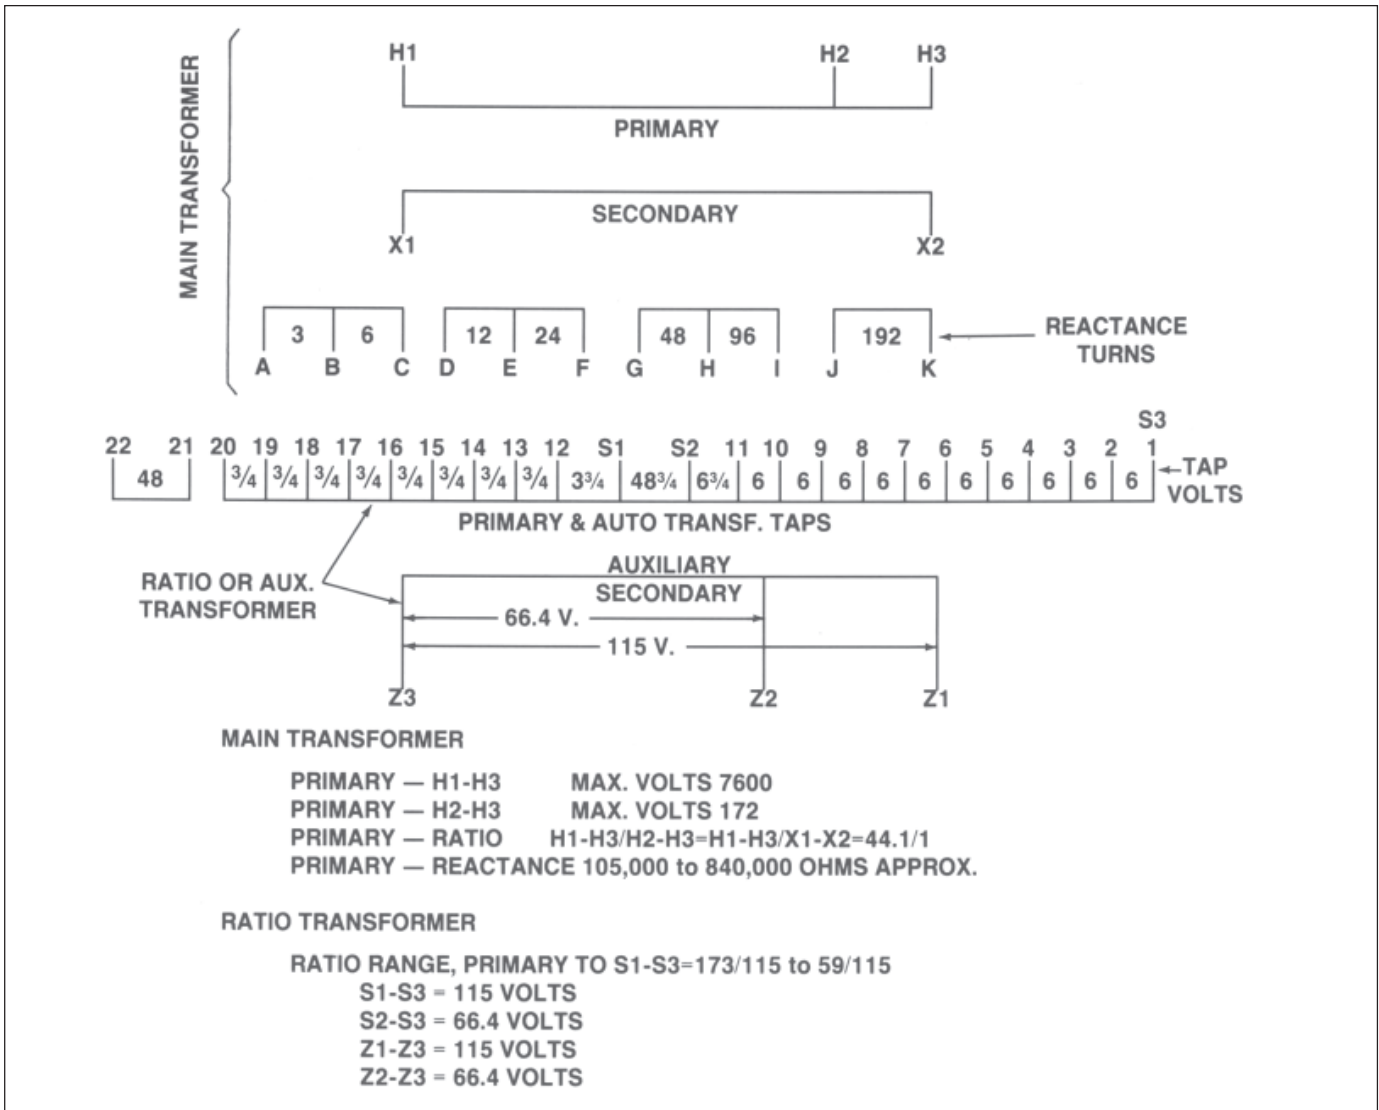 MAIN TRANSFORMER
H1 H2 H3
PRIMARY
SECONDARY
X1 X2
3 6 12 24 48 96 192
A B C D E F G H I J K
REACTANCE
TURNS
S3
22 21 20 19 18 17 16 15 14 13 12 S1 S2 11 10 9 8 7 6 5 4 3 2 1
48 3/4 3/4 3/4 3/4 3/4 3/4 3/4 3/4 3 3/4 48 3/4 6 3/4 6 6 6 6 6 6 6 6 6 6
TAP
VOLTS
PRIMARY & AUTO TRANSF. TAPS
RATIO OR AUX.
TRANSFORMER
AUXILIARY
SECONDARY
66.4 V.
115 V.
Z3 Z2 Z1
MAIN TRANSFORMER
PRIMARY — H1-H3 MAX. VOLTS 7600
PRIMARY — H2-H3 MAX. VOLTS 172
PRIMARY — RATIO H1-H3/H2-H3=H1-H3/X1-X2=44.1/1
PRIMARY — REACTANCE 105,000 to 840,000 OHMS APPROX.
RATIO TRANSFORMER
RATIO RANGE, PRIMARY TO S1-S3=173/115 to 59/115
S1-S3 = 115 VOLTS
S2-S3 = 66.4 VOLTS
Z1-Z3 = 115 VOLTS
Z2-Z3 = 66.4 VOLTS